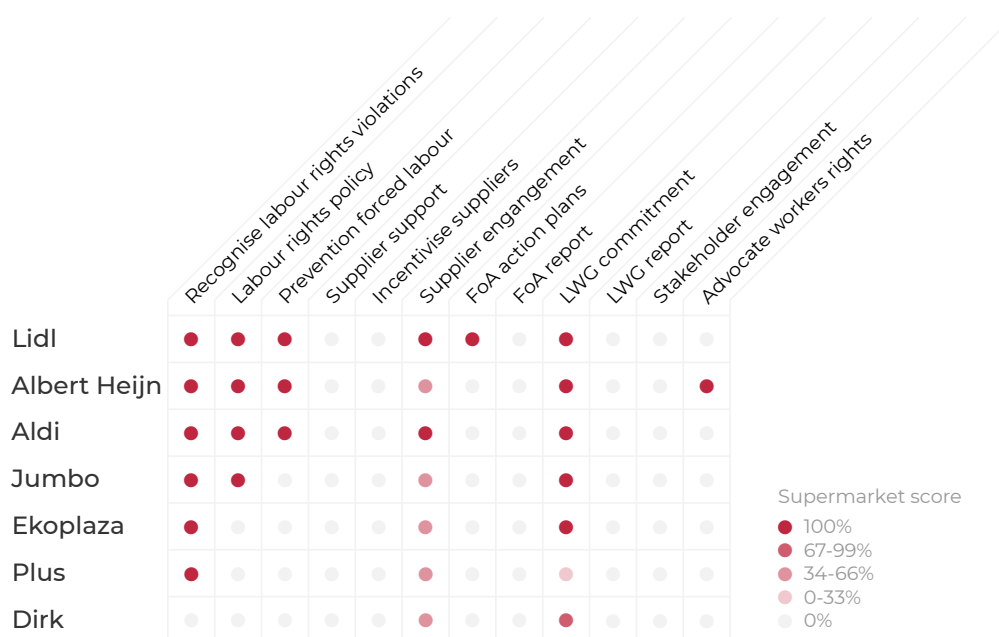 Recognise labour rights violations
Labour rights policy
Prevention forced labour
Supplier support
Incentivise suppliers
Supplier engangement
FoA action plans
FoA report
LWG commitment
LWG report
Stakeholder engagement
Advocate workers rights
Lidl
Albert Heijn
Aldi
Jumbo
Ekoplaza
Plus
Dirk
Supermarket score
100%
67-99%
34-66%
0-33%
0%